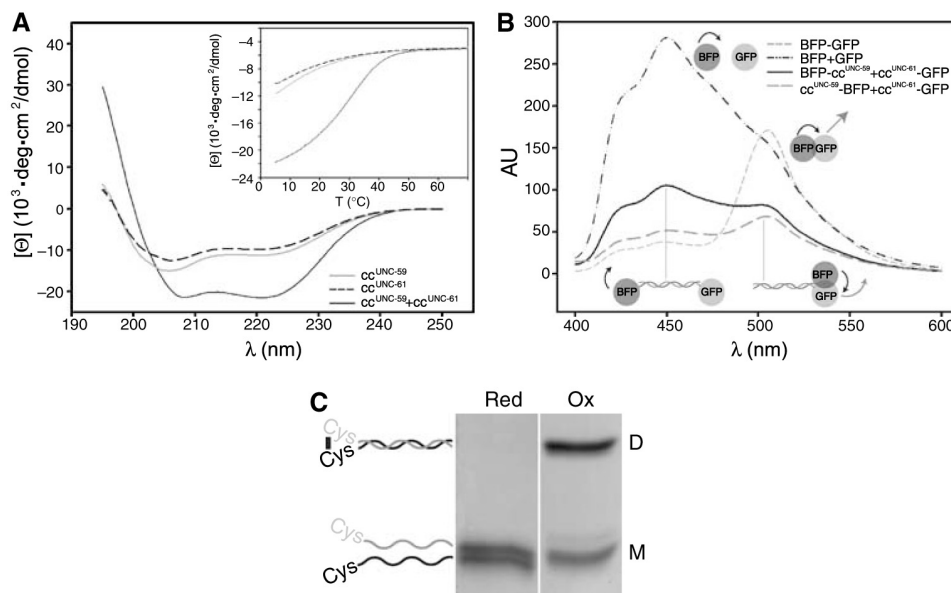 A
[Θ] (10³▪deg▪cm²/dmol)
40
30
20
10
0
−10
−20
190
200
210
220
230
240
250
λ (nm)
[Θ] (10³▪deg▪cm²/dmol)
−4
−8
−12
−16
−20
−24
0
10
20
30
40
50
60
T (°C)
cc^UNC-59
cc^UNC-61
cc^UNC-59+cc^UNC-61
B
AU
300
250
200
150
100
50
0
400
450
500
550
600
λ (nm)
BFP-GFP
BFP+GFP
BFP-cc^UNC-59+cc^UNC-61-GFP
cc^UNC-59-BFP+cc^UNC-61-GFP
BFP GFP
BFP GFP
BFP GFP
BFP
GFP
C
Red Ox
Cys
Cys
D
Cys
Cys
M